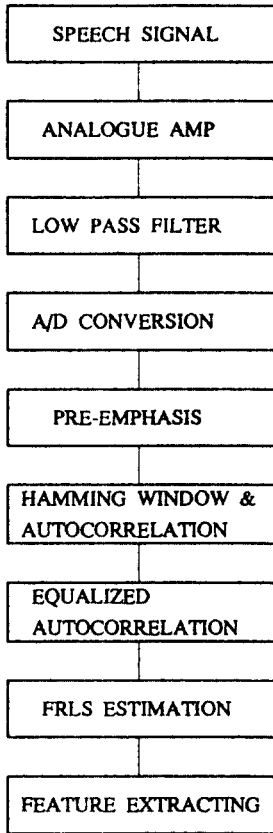 SPEECH SIGNAL
ANALOGUE AMP
LOW PASS FILTER
A/D CONVERSION
PRE-EMPHASIS
HAMMING WINDOW &
AUTOCORRELATION
EQUALIZED
AUTOCORRELATION
FRLS ESTIMATION
FEATURE EXTRACTING